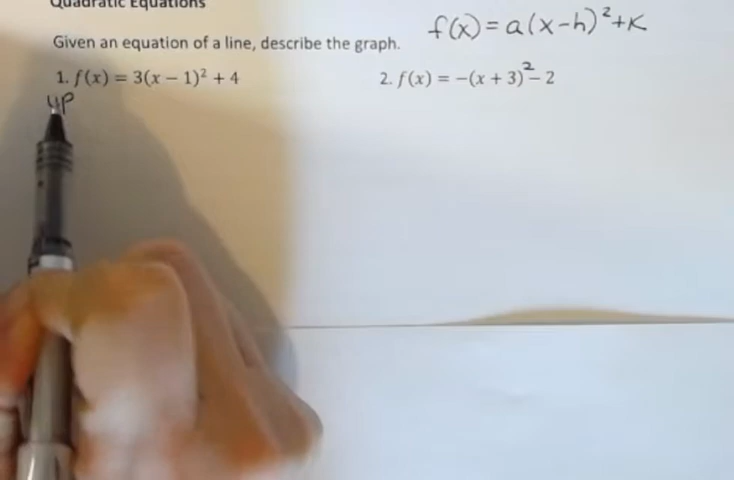 Quadratic Equations
f(x) = a(x-h)²+k
Given an equation of a line, describe the graph.
1. f(x) = 3(x − 1)² + 4
2. f(x) = −(x + 3)² − 2
up